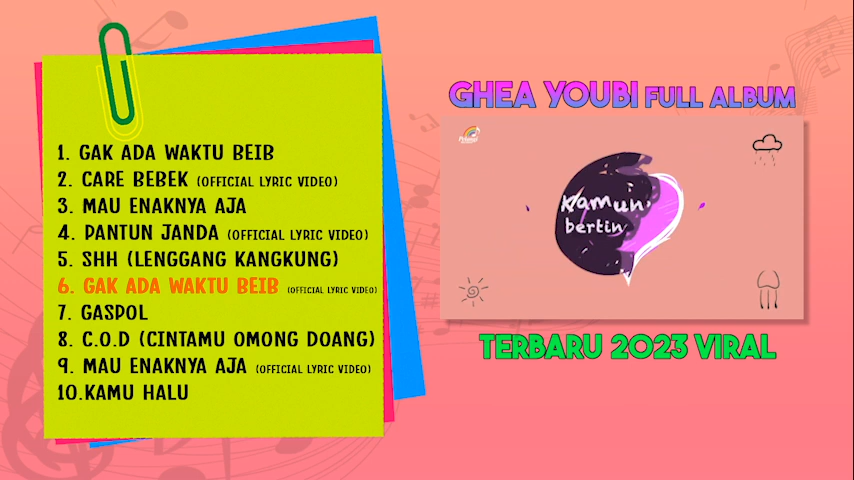 GHEA YOUBI FULL ALBUM
1. GAK ADA WAKTU BEIB
2. CARE BEBEK (OFFICIAL LYRIC VIDEO)
3. MAU ENAKNYA AJA
4. PANTUN JANDA (OFFICIAL LYRIC VIDEO)
5. SHH (LENGGANG KANGKUNG)
6. GAK ADA WAKTU BEIB (OFFICIAL LYRIC VIDEO)
7. GASPOL
8. C.O.D (CINTAMU OMONG DOANG)
9. MAU ENAKNYA AJA (OFFICIAL LYRIC VIDEO)
10.KAMU HALU
Kamun
bertin
TERBARU 2023 VIRAL